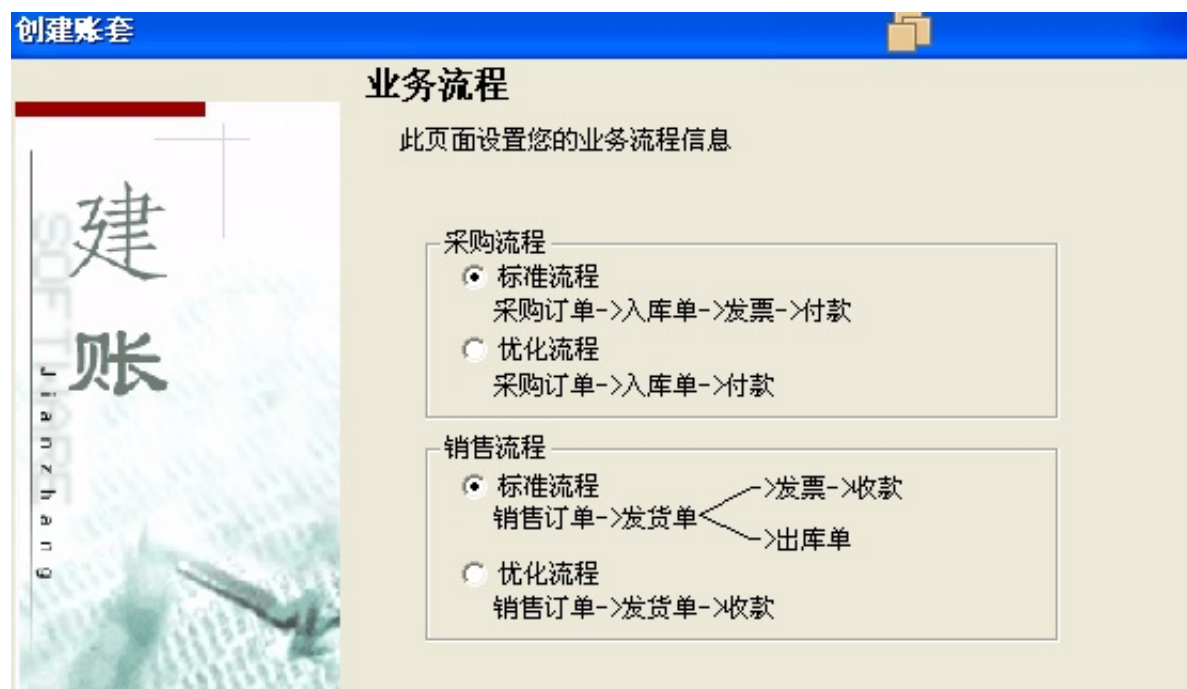 创建账套
业务流程
此页面设置您的业务流程信息
建
账
SOFTWARE
Jianzhang
采购流程
标准流程
采购订单->入库单->发票->付款
优化流程
采购订单->入库单->付款
销售流程
标准流程
->发票->收款
销售订单->发货单
->出库单
优化流程
销售订单->发货单->收款